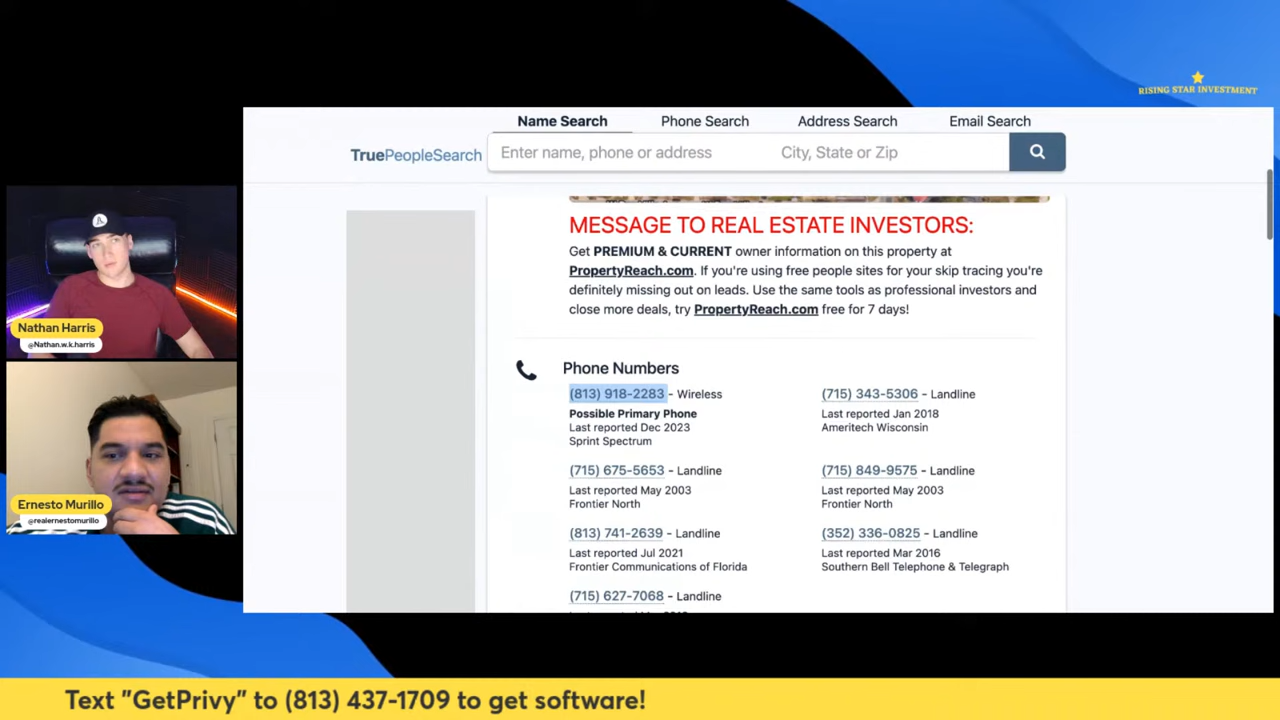 RISING STAR INVESTMENT
Name Search
Phone Search
Address Search
Email Search
TruePeopleSearch
Enter name, phone or address
City, State or Zip
MESSAGE TO REAL ESTATE INVESTORS:
Get PREMIUM & CURRENT owner information on this property at
PropertyReach.com. If you're using free people sites for your skip tracing you're
definitely missing out on leads. Use the same tools as professional investors and
close more deals, try PropertyReach.com free for 7 days!
Phone Numbers
(813) 918-2283 - Wireless
Possible Primary Phone
Last reported Dec 2023
Sprint Spectrum
(715) 343-5306 - Landline
Last reported Jan 2018
Ameritech Wisconsin
(715) 675-5653 - Landline
Last reported May 2003
Frontier North
(715) 849-9575 - Landline
Last reported May 2003
Frontier North
(813) 741-2639 - Landline
Last reported Jul 2021
Frontier Communications of Florida
(352) 336-0825 - Landline
Last reported Mar 2016
Southern Bell Telephone & Telegraph
(715) 627-7068 - Landline
Nathan Harris
@Nathan.w.k.harris
Ernesto Murillo
@realernestomurillo
Text "GetPrivy" to (813) 437-1709 to get software!